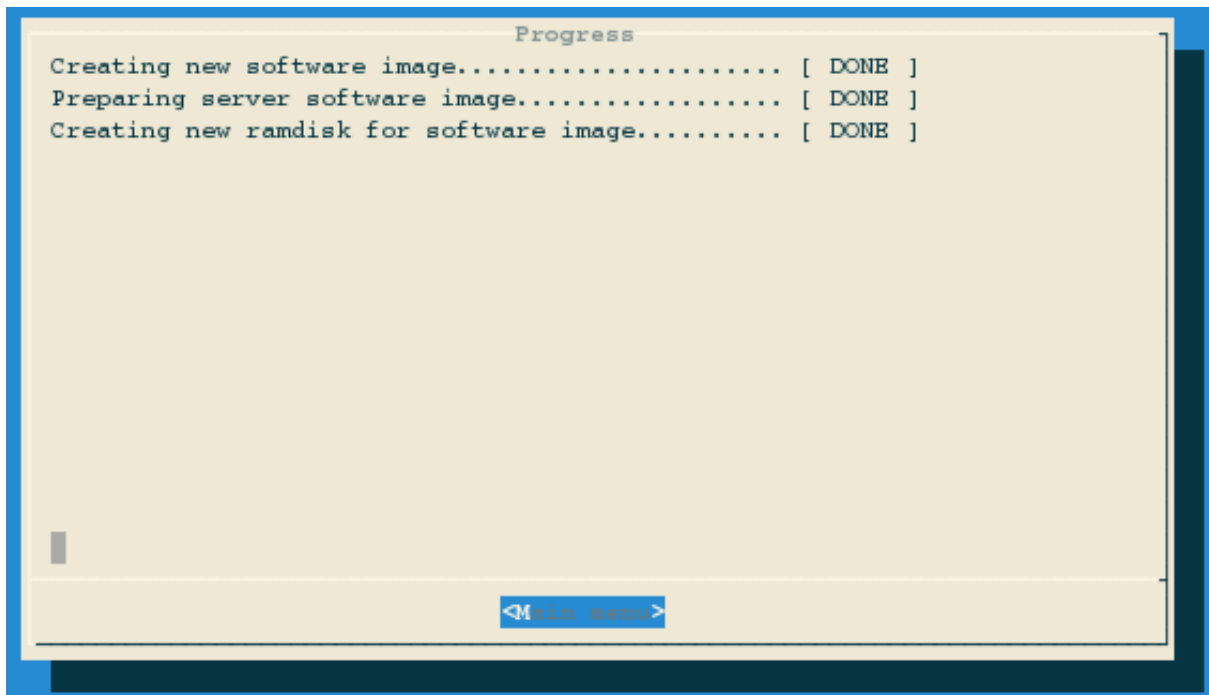 Progress
Creating new software image...................... [ DONE ]
Preparing server software image.................. [ DONE ]
Creating new ramdisk for software image.......... [ DONE ]
<Main menu>